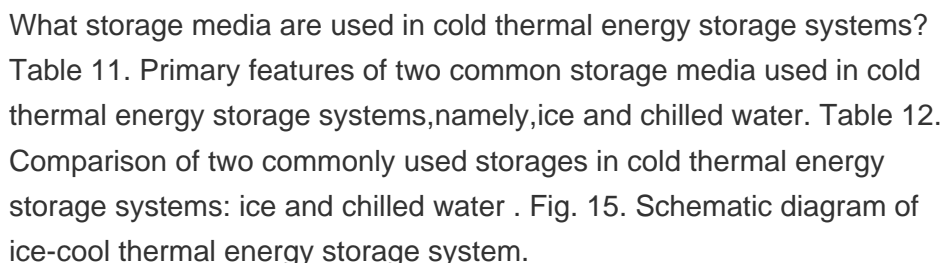 What storage media are used in cold thermal energy storage systems?
Table 11. Primary features of two common storage media used in cold
thermal energy storage systems,namely,ice and chilled water. Table 12.
Comparison of two commonly used storages in cold thermal energy
storage systems: ice and chilled water . Fig. 15. Schematic diagram of
ice-cool thermal energy storage system.